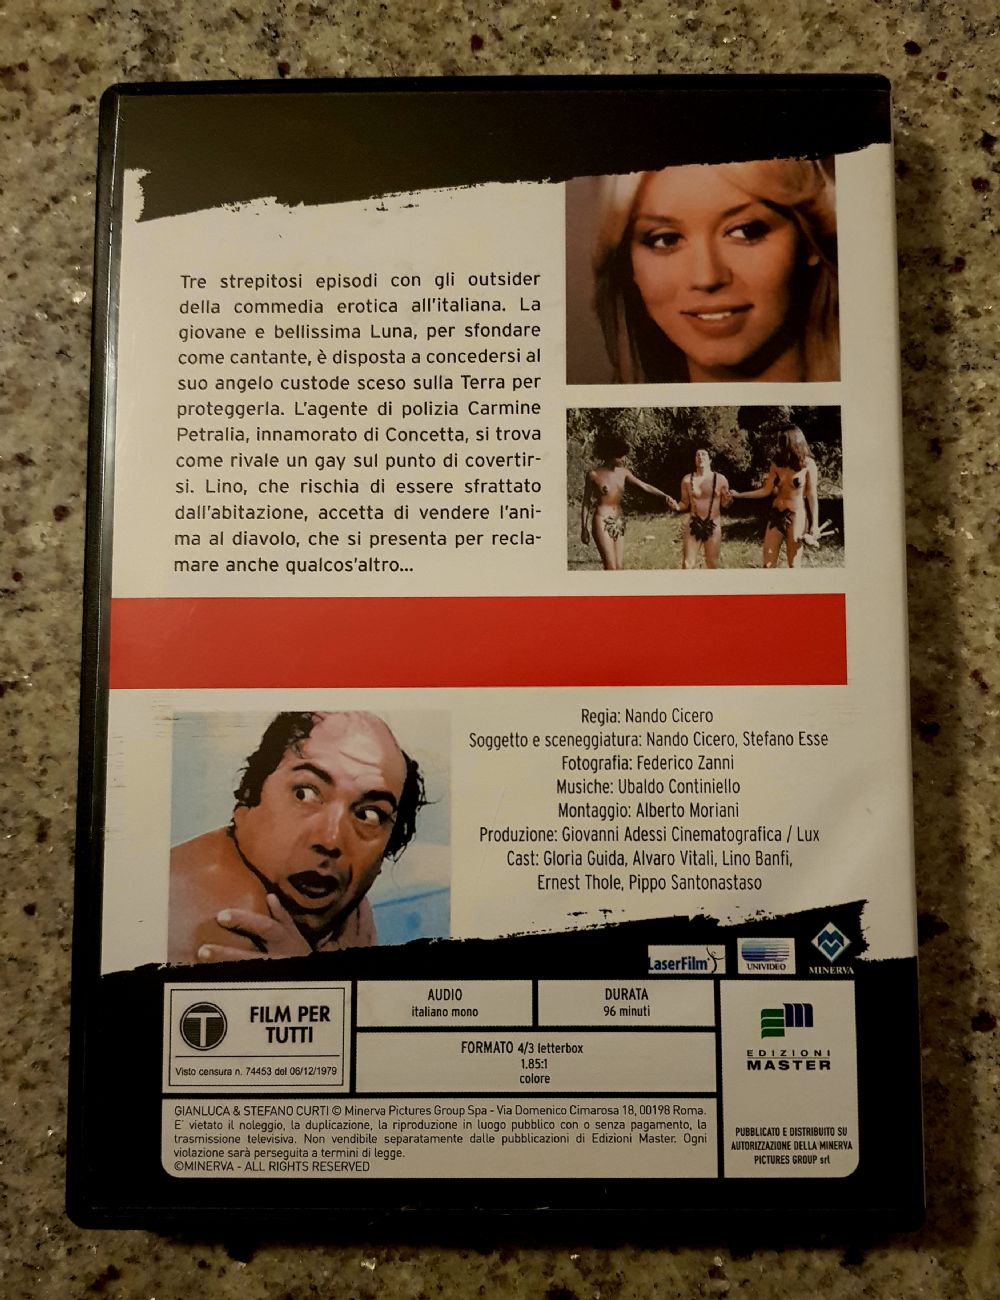 Tre strepitosi episodi con gli outsider
della commedia erotica all'italiana. La
giovane e bellissima Luna, per sfondare
come cantante, è disposta a concedersi al
suo angelo custode sceso sulla Terra per
proteggerla. L'agente di polizia Carmine
Petralia, innamorato di Concetta, si trova
come rivale un gay sul punto di covertir-
si. Lino, che rischia di essere sfrattato
dall'abitazione, accetta di vendere l'ani-
ma al diavolo, che si presenta per recla-
mare anche qualcos'altro...
Regia: Nando Cicero
Soggetto e sceneggiatura: Nando Cicero, Stefano Esse
Fotografia: Federico Zanni
Musiche: Ubaldo Continiello
Montaggio: Alberto Moriani
Produzione: Giovanni Adessi Cinematografica / Lux
Cast: Gloria Guida, Alvaro Vitali, Lino Banfi,
Ernest Thole, Pippo Santonastaso
LaserFilm
UNIVIDEO
MINERVA
T
FILM PER
TUTTI
Visto censura n. 74453 del 06/12/1979
AUDIO
italiano mono
DURATA
96 minuti
FORMATO 4/3 letterbox
1.85:1
colore
EDIZIONI
MASTER
GIANLUCA & STEFANO CURTI © Minerva Pictures Group Spa - Via Domenico Cimarosa 18, 00198 Roma.
E' vietato il noleggio, la duplicazione, la riproduzione in luogo pubblico con o senza pagamento, la
trasmissione televisiva. Non vendibile separatamente dalle pubblicazioni di Edizioni Master. Ogni
violazione sarà perseguita a termini di legge.
©MINERVA - ALL RIGHTS RESERVED
PUBBLICATO E DISTRIBUITO SU
AUTORIZZAZIONE DELLA MINERVA
PICTURES GROUP srl